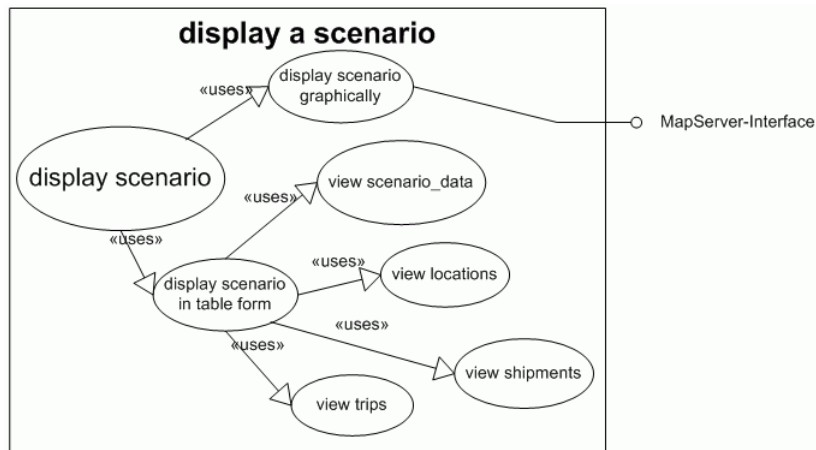 display a scenario
display scenario
graphically
«uses»
MapServer-Interface
display scenario
view scenario_data
«uses»
«uses»
display scenario
in table form
«uses»
view locations
«uses»
«uses»
view shipments
view trips